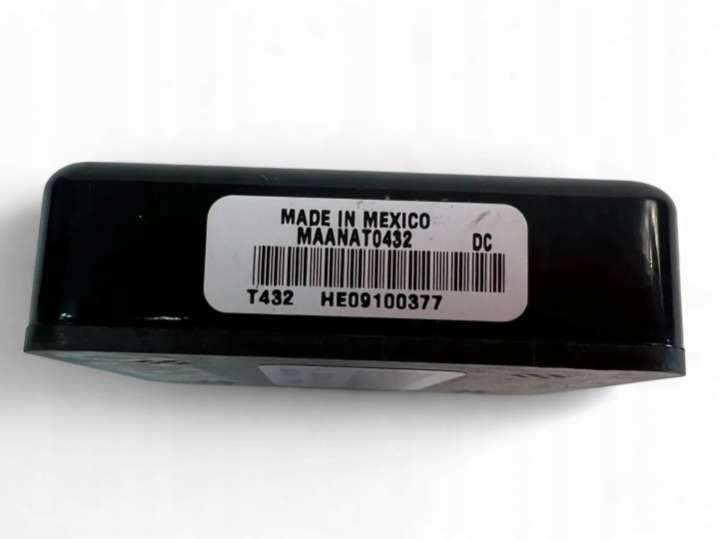 MADE IN MEXICO
MAANAT0432 DC
T432 HE09100377